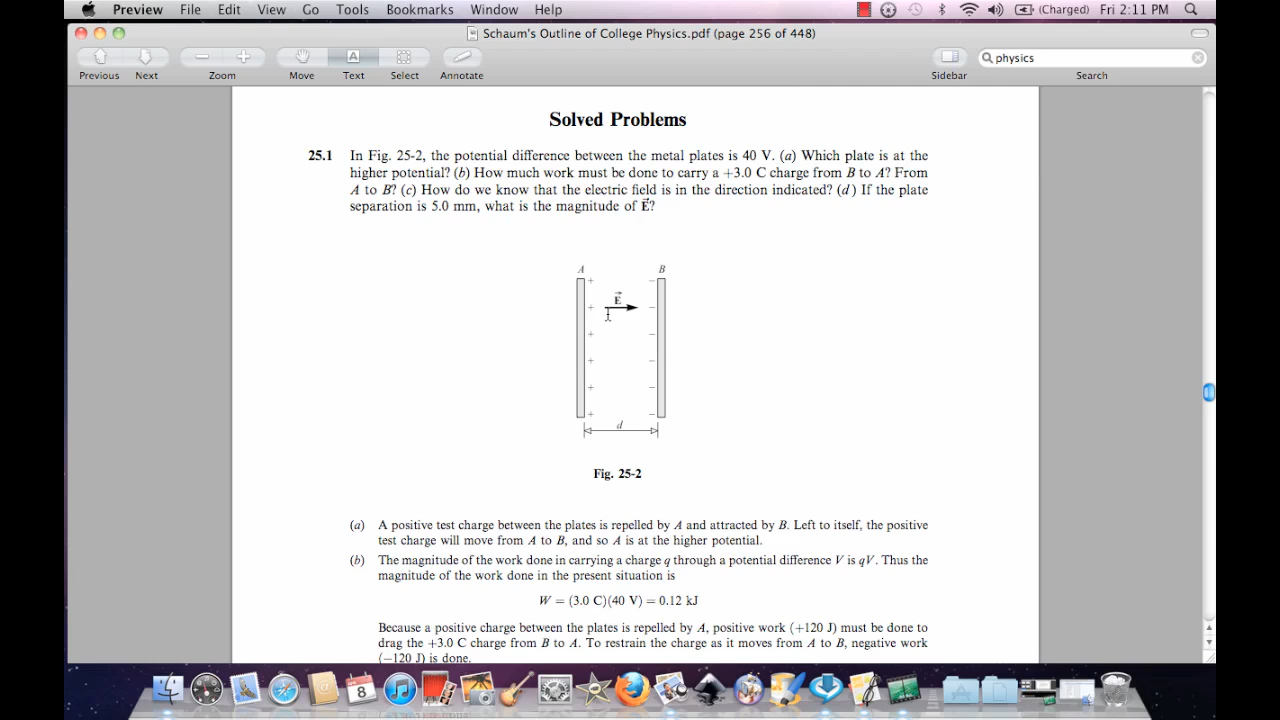 Preview File Edit View Go Tools Bookmarks Window Help (Charged) Fri 2:11 PM
Schaum's Outline of College Physics.pdf (page 256 of 448)
physics
Previous Next Zoom Move Text Select Annotate Sidebar Search
Solved Problems
25.1 In Fig. 25-2, the potential difference between the metal plates is 40 V. (a) Which plate is at the
higher potential? (b) How much work must be done to carry a +3.0 C charge from B to A? From
A to B? (c) How do we know that the electric field is in the direction indicated? (d) If the plate
separation is 5.0 mm, what is the magnitude of E⃗?
A B
+ −
E⃗
+ −
+ −
+ −
+ −
+ −
d
Fig. 25-2
(a) A positive test charge between the plates is repelled by A and attracted by B. Left to itself, the positive
test charge will move from A to B, and so A is at the higher potential.
(b) The magnitude of the work done in carrying a charge q through a potential difference V is qV. Thus the
magnitude of the work done in the present situation is
W = (3.0 C)(40 V) = 0.12 kJ
Because a positive charge between the plates is repelled by A, positive work (+120 J) must be done to
drag the +3.0 C charge from B to A. To restrain the charge as it moves from A to B, negative work
(−120 J) is done.
8